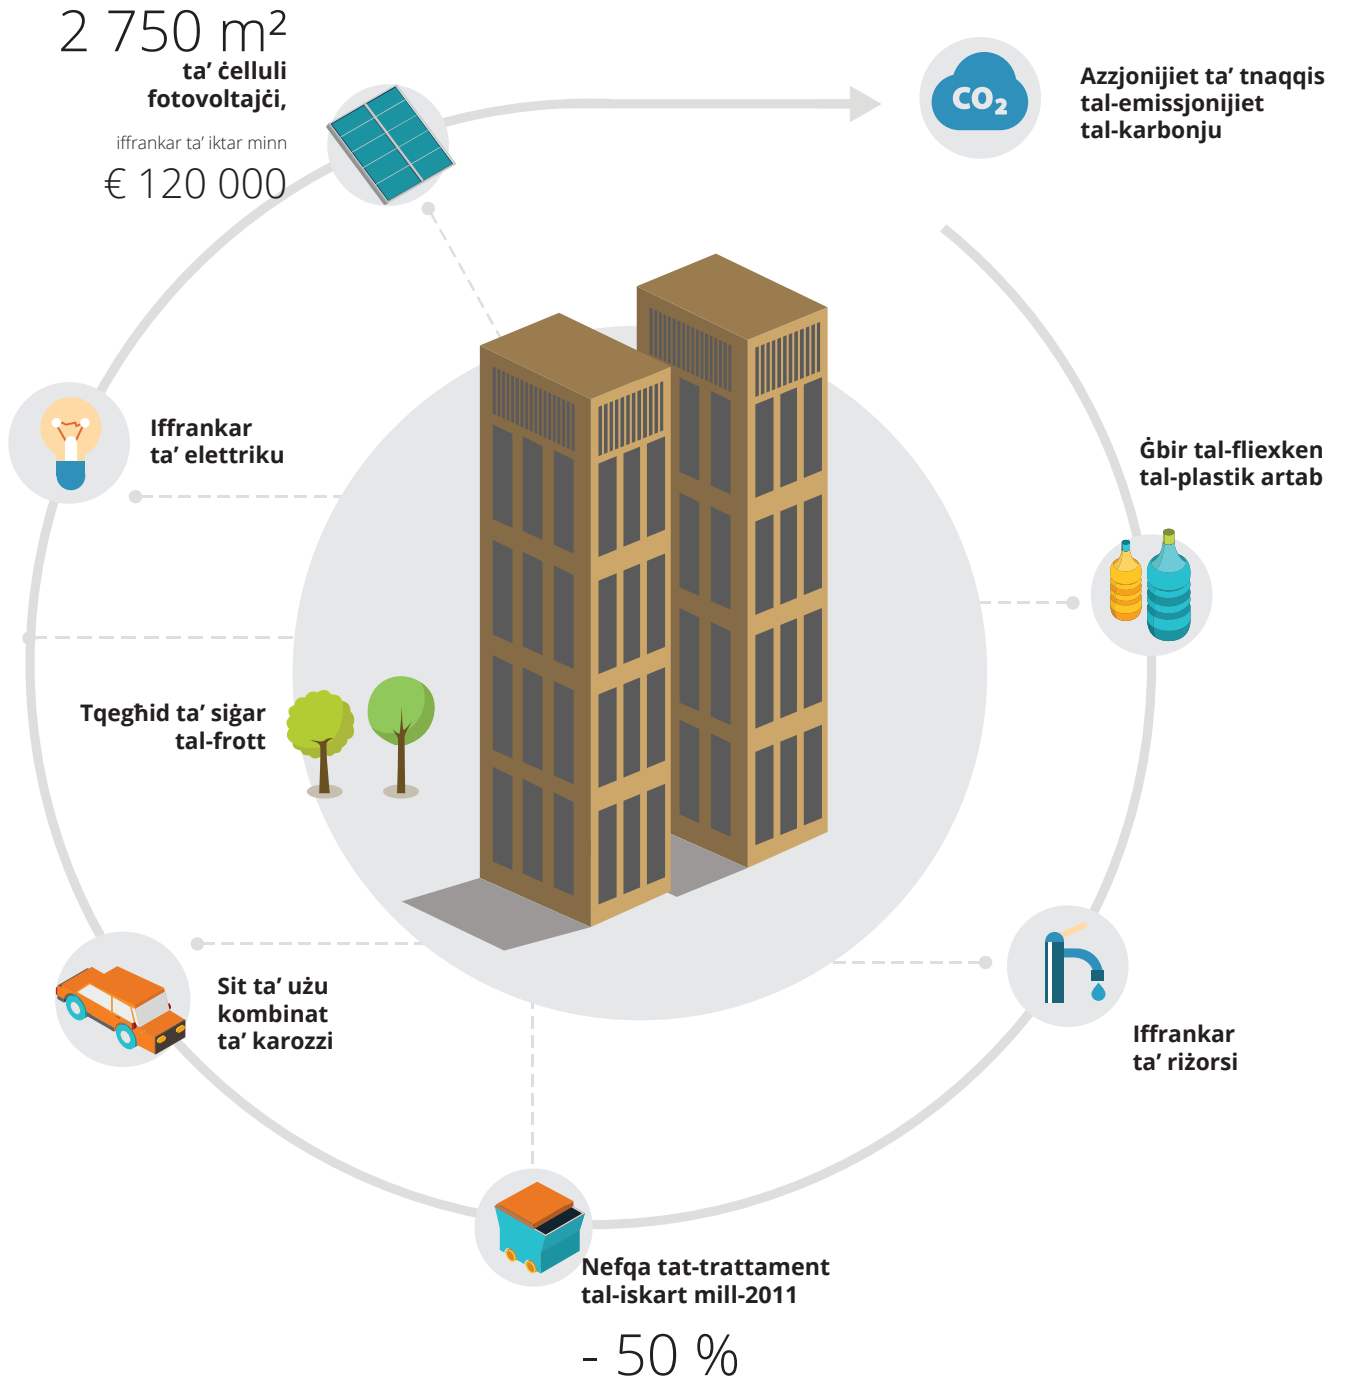 2 750 m²
ta’ ċelluli
fotovoltajċi,
iffrankar ta’ iktar minn
€ 120 000
CO₂
Azzjonijiet ta’ tnaqqis
tal-emissjonijiet
tal-karbonju
Iffrankar
ta’ elettriku
Ġbir tal-fliexken
tal-plastik artab
Tqegħid ta’ siġar
tal-frott
Sit ta’ użu
kombinat
ta’ karozzi
Iffrankar
ta’ riżorsi
Nefqa tat-trattament
tal-iskart mill-2011
- 50 %